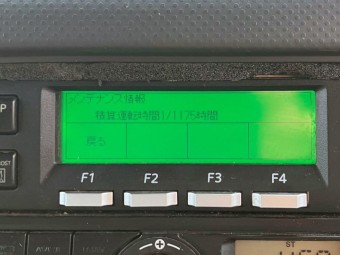 メンテナンス情報
積算運転時間1/1175時間
戻る
P
F1 F2 F3 F4
ST